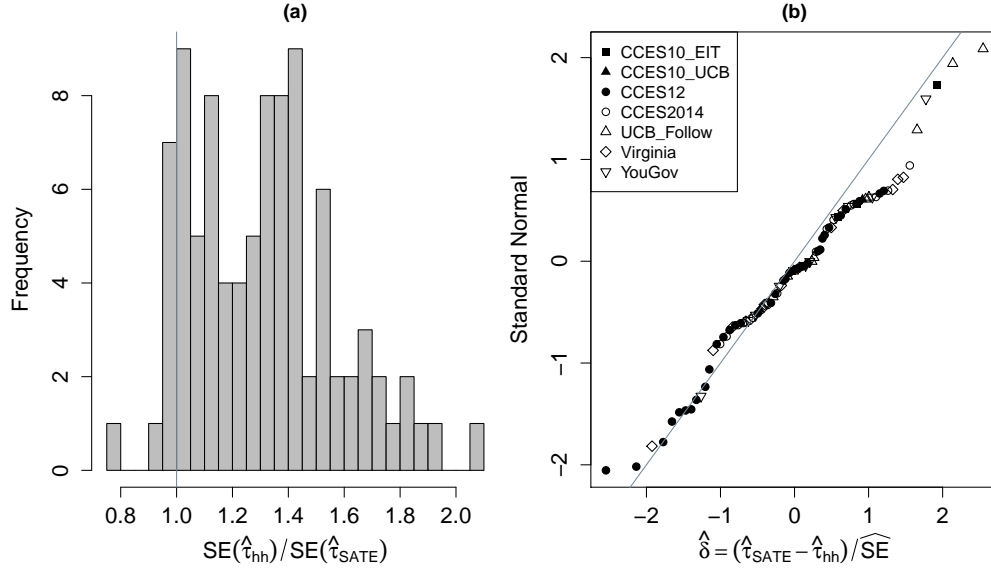 (a)
Frequency
0
2
4
6
8
0.8 1.0 1.2 1.4 1.6 1.8 2.0
SE(τ̂hh)/SE(τ̂SATE)
(b)
Standard Normal
2
1
0
−1
−2
CCES10_EIT
CCES10_UCB
CCES12
CCES2014
UCB_Follow
Virginia
YouGov
−2 −1 0 1 2
δ̂ = (τ̂SATE − τ̂hh)/SÊ